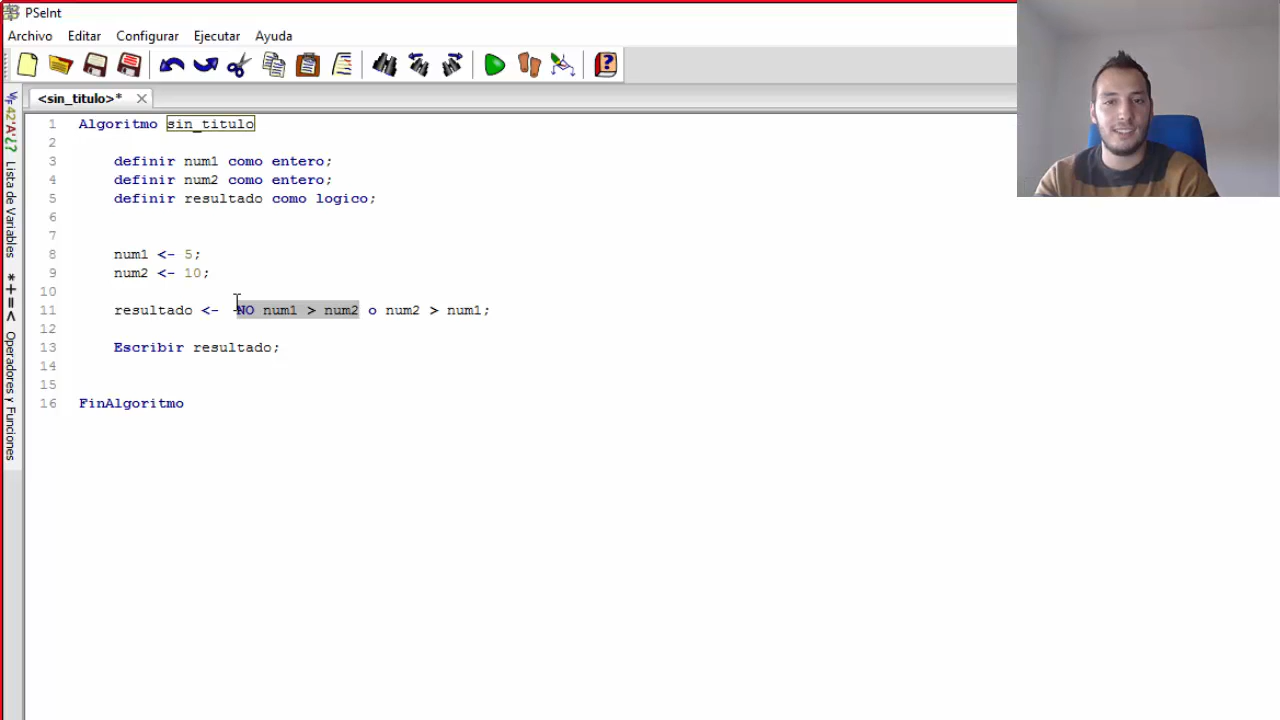 PSeInt
Archivo Editar Configurar Ejecutar Ayuda
<sin_titulo>*
1 Algoritmo sin_titulo
2
3 definir num1 como entero;
4 definir num2 como entero;
5 definir resultado como logico;
6
7
8 num1 <- 5;
9 num2 <- 10;
10
11 resultado <- NO num1 > num2 o num2 > num1;
12
13 Escribir resultado;
14
15
16 FinAlgoritmo
Lista de Variables
*+=< Operadores y Funciones